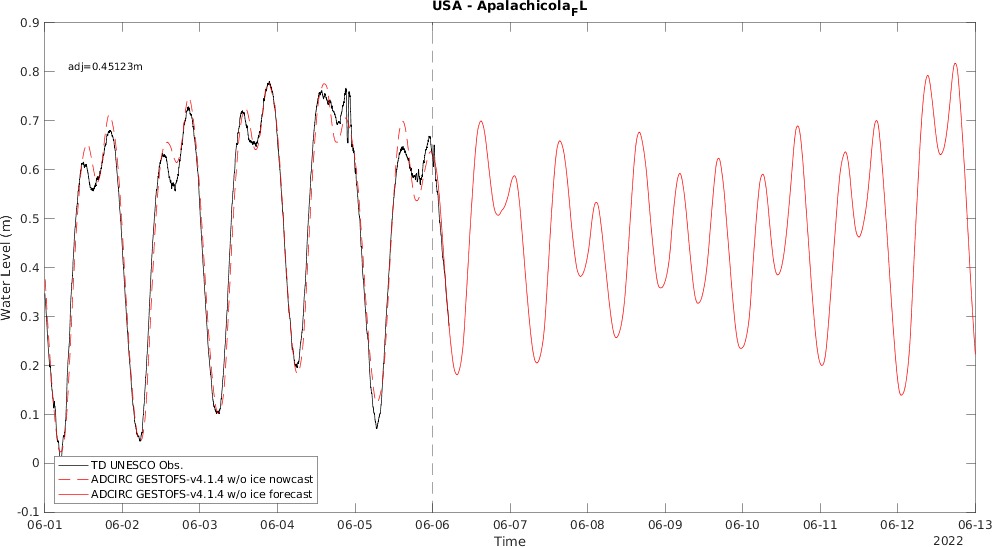 USA - Apalachicola_FL
adj=0.45123m
0.9
0.8
0.7
0.6
0.5
0.4
0.3
0.2
0.1
0
-0.1
Water Level (m)
TD UNESCO Obs.
ADCIRC GESTOFS-v4.1.4 w/o ice nowcast
ADCIRC GESTOFS-v4.1.4 w/o ice forecast
06-01 06-02 06-03 06-04 06-05 06-06 06-07 06-08 06-09 06-10 06-11 06-12 06-13
Time
2022